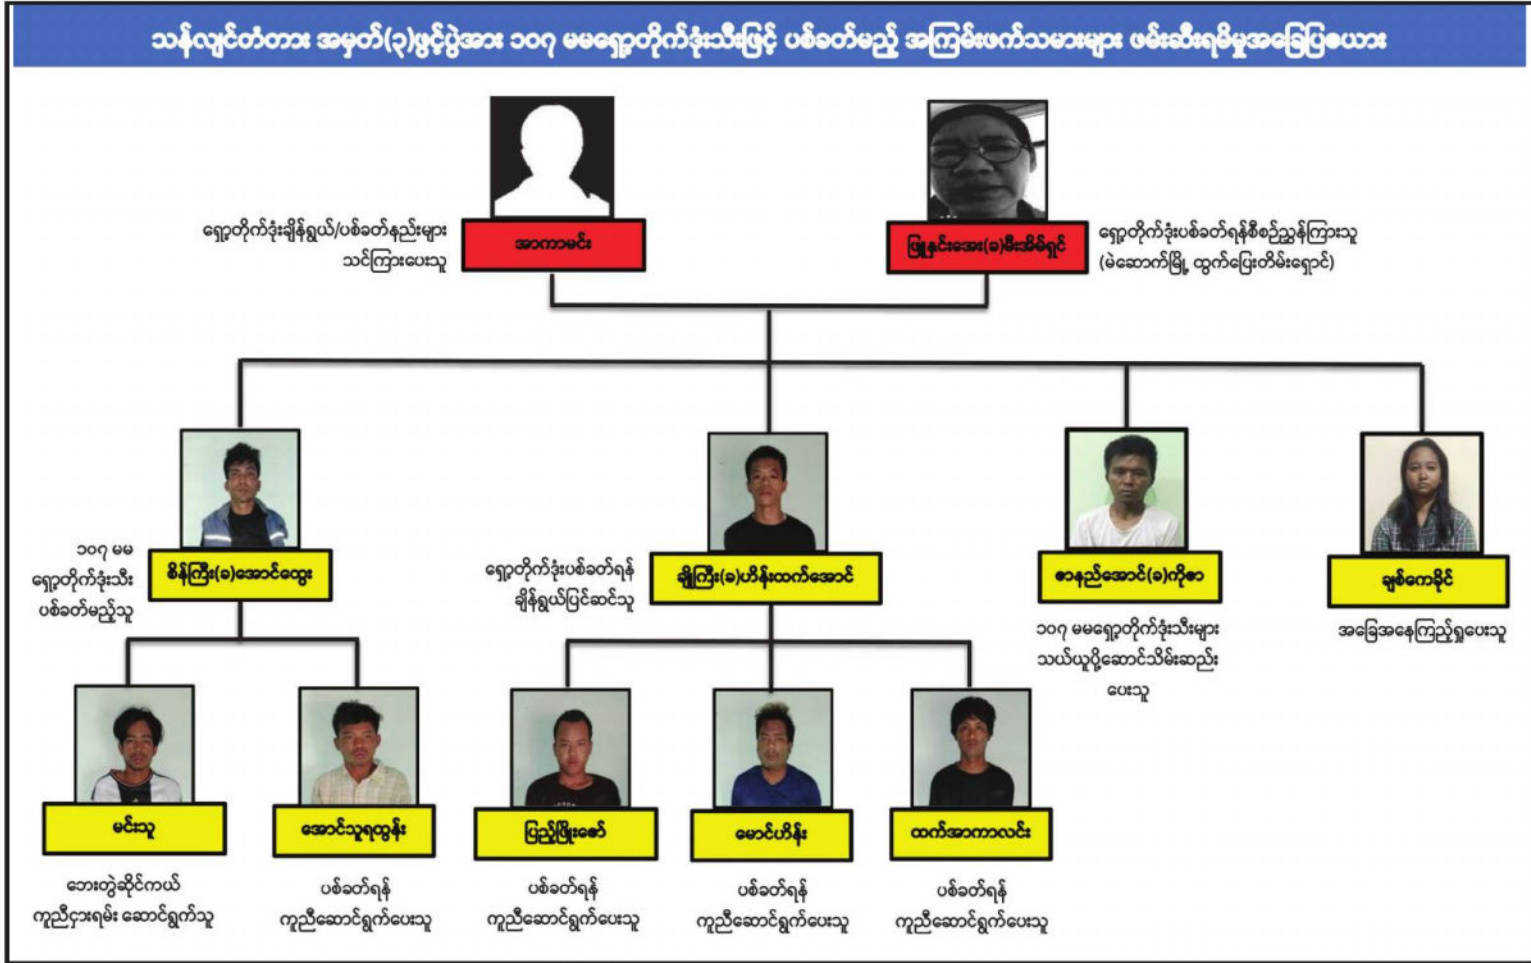 သန်လျင်တံတား အမှတ်(၃)ဖွင့်ပွဲအား ၁၀၇ မမရှော့တိုက်ဒုံးသီးဖြင့် ပစ်ခတ်မည့် အကြမ်းဖက်သမားများ ဖမ်းဆီးရမိမှုအခြေပြဇယား
ရှော့တိုက်ဒုံးချိန်ရွယ်/ပစ်ခတ်နည်းများ
သင်ကြားပေးသူ
အာကာမင်း
ဖြူနှင်းအေး(ခ)မီးအိမ်ရှင်
ရှော့တိုက်ဒုံးပစ်ခတ်ရန်စီစဉ်ညွှန်ကြားသူ
(မဲဆောက်မြို့ ထွက်ပြေးတိမ်းရှောင်)
၁၀၇ မမ
ရှော့တိုက်ဒုံးသီး
ပစ်ခတ်မည့်သူ
စိန်ကြီး(ခ)အောင်ထွေး
ရှော့တိုက်ဒုံးပစ်ခတ်ရန်
ချိန်ရွယ်ပြင်ဆင်သူ
ချိုကြီး(ခ)ဟိန်းထက်အောင်
ဇာနည်အောင်(ခ)ကိုဇာ
၁၀၇ မမရှော့တိုက်ဒုံးသီးများ
သယ်ယူပို့ဆောင်သိမ်းဆည်း
ပေးသူ
ချစ်ကေခိုင်
အခြေအနေကြည့်ရှုပေးသူ
မင်းသူ
ဘေးတွဲဆိုင်ကယ်
ကူညီငှားရမ်း ဆောင်ရွက်သူ
အောင်သူရထွန်း
ပစ်ခတ်ရန်
ကူညီဆောင်ရွက်ပေးသူ
ပြည့်ဖြိုးဇော်
ပစ်ခတ်ရန်
ကူညီဆောင်ရွက်ပေးသူ
မောင်ဟိန်း
ပစ်ခတ်ရန်
ကူညီဆောင်ရွက်ပေးသူ
ထက်အာကာလင်း
ပစ်ခတ်ရန်
ကူညီဆောင်ရွက်ပေးသူ